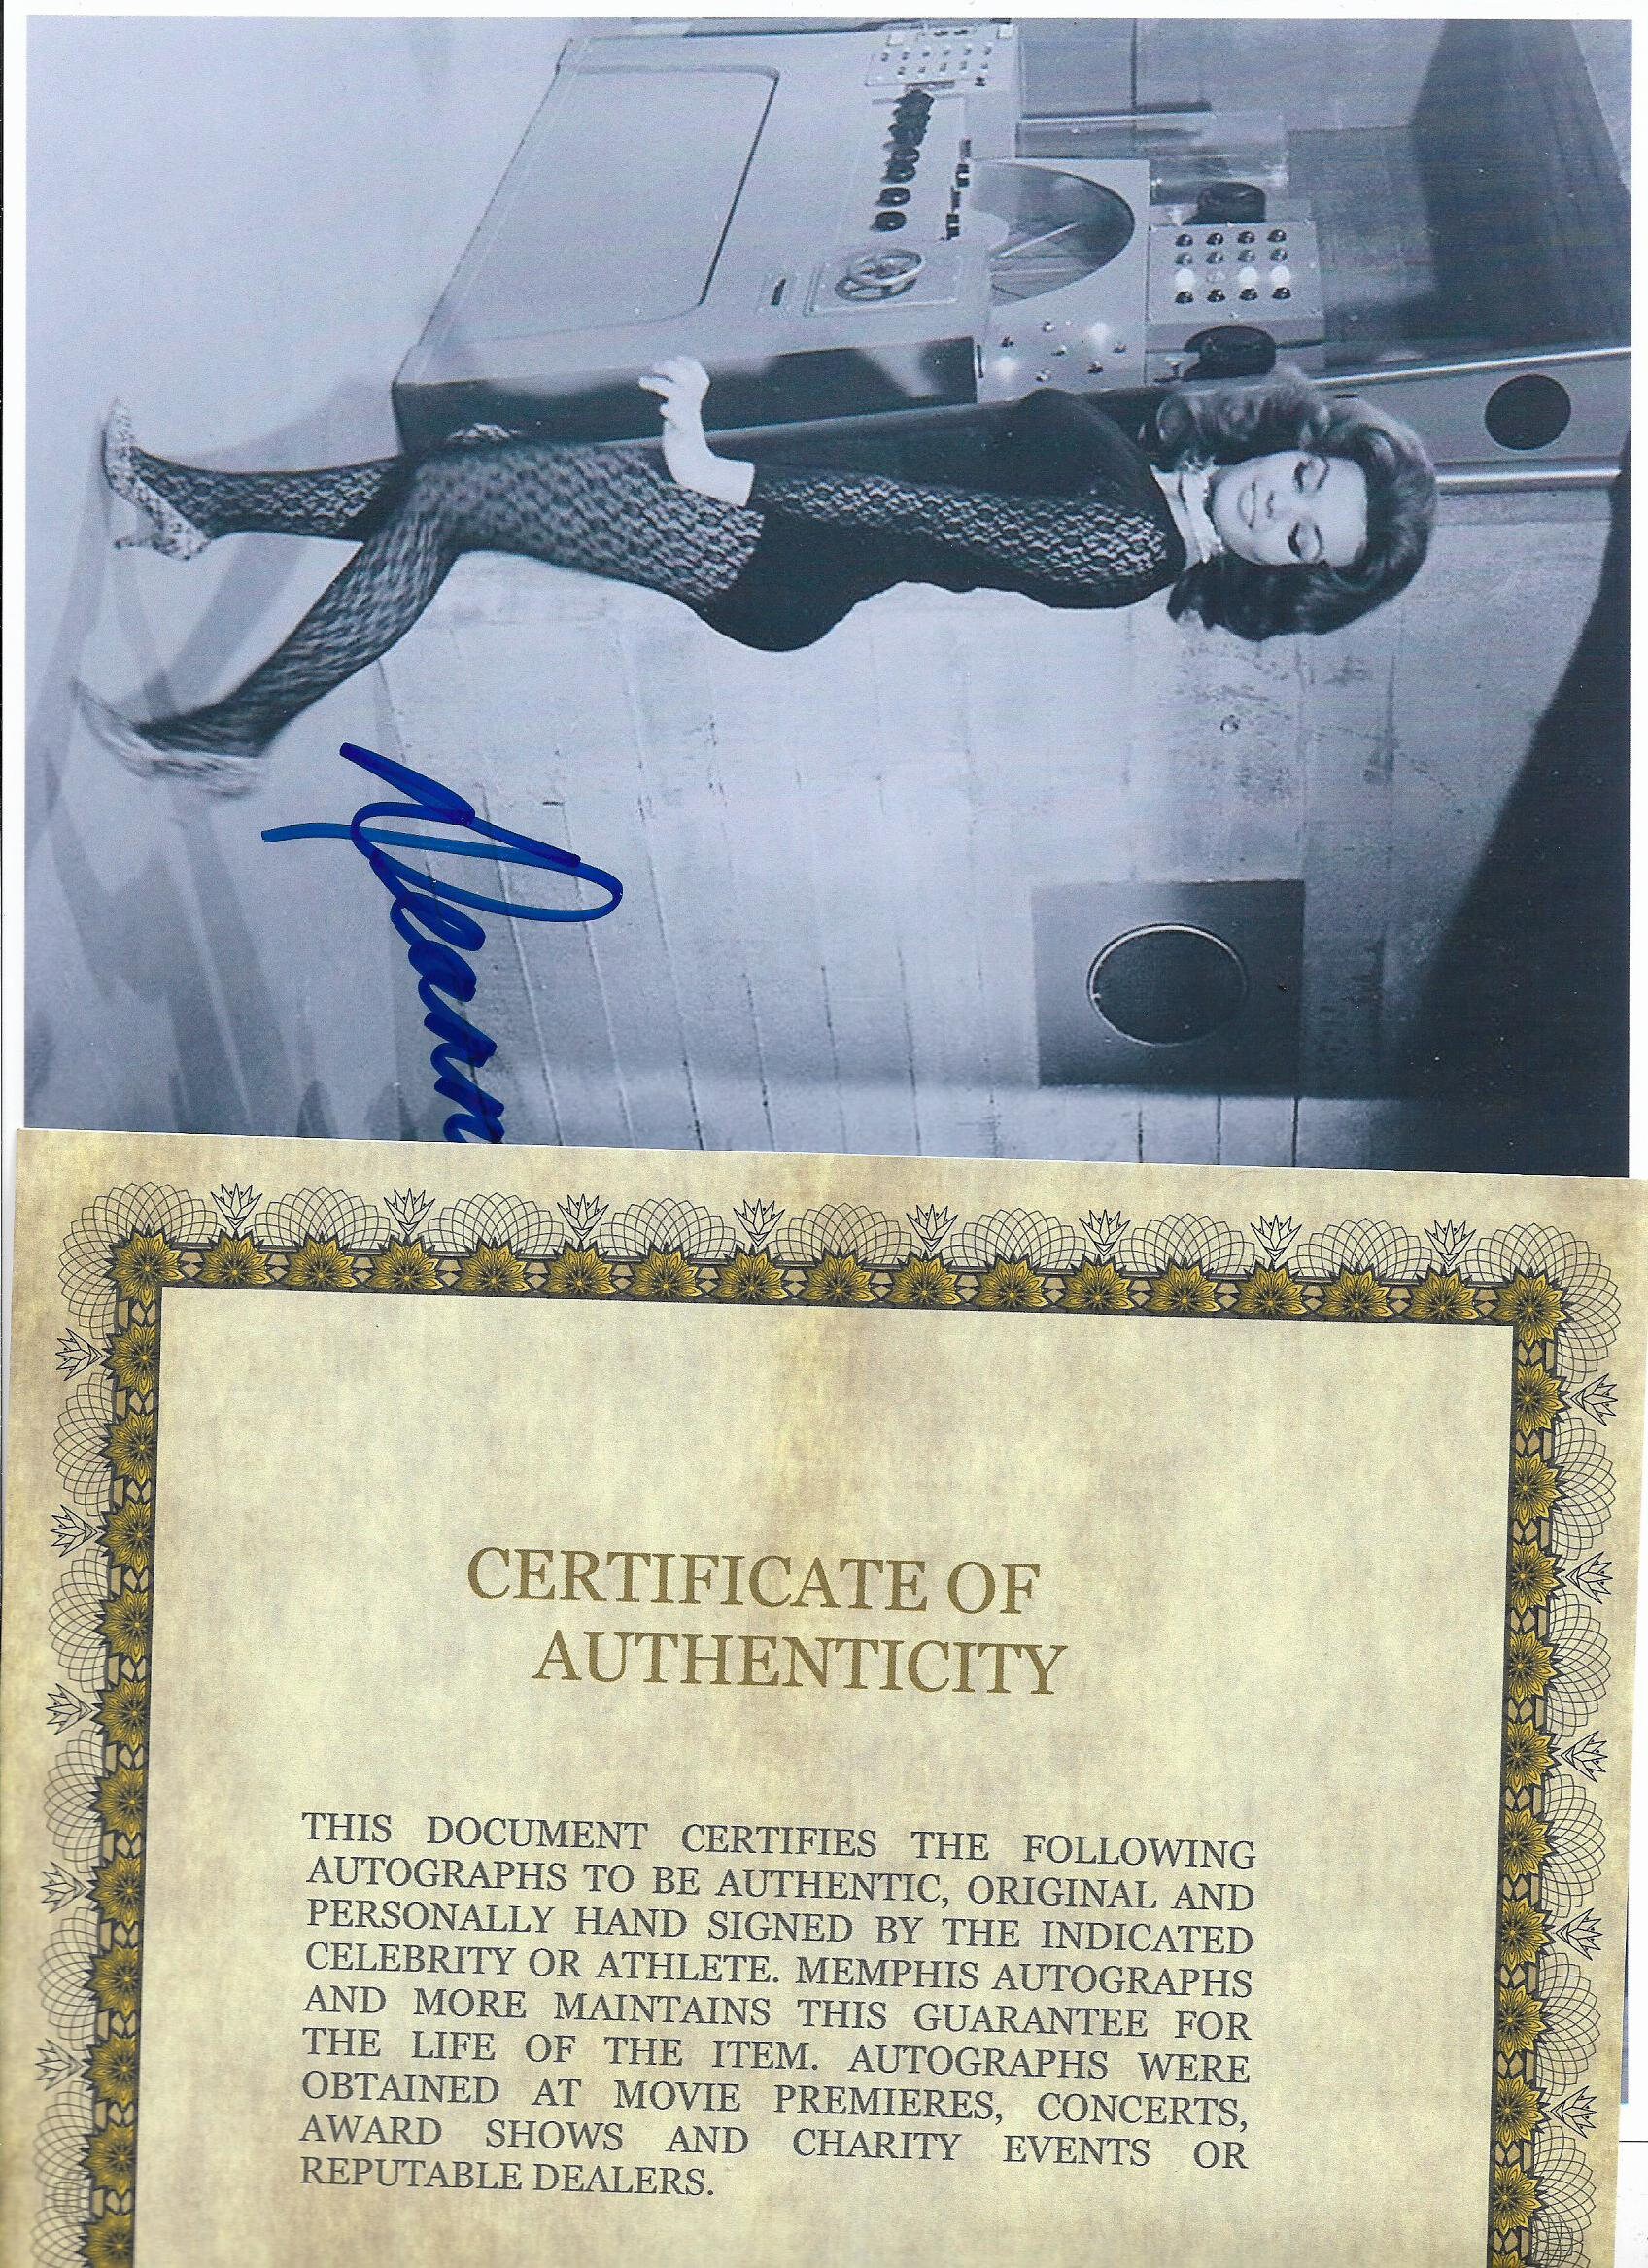 Deann
CERTIFICATE OF
AUTHENTICITY
THIS DOCUMENT CERTIFIES THE FOLLOWING
AUTOGRAPHS TO BE AUTHENTIC, ORIGINAL AND
PERSONALLY HAND SIGNED BY THE INDICATED
CELEBRITY OR ATHLETE. MEMPHIS AUTOGRAPHS
AND MORE MAINTAINS THIS GUARANTEE FOR
THE LIFE OF THE ITEM. AUTOGRAPHS WERE
OBTAINED AT MOVIE PREMIERES, CONCERTS,
AWARD SHOWS AND CHARITY EVENTS OR
REPUTABLE DEALERS.